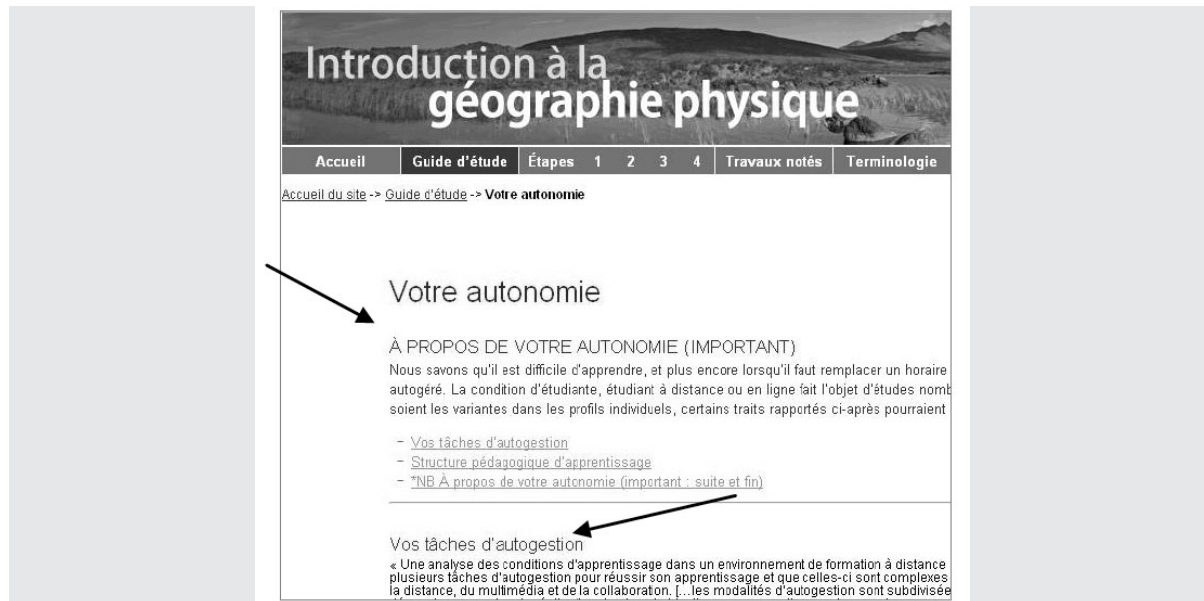 Introduction à la
géographie physique
Accueil Guide d'étude Étapes 1 2 3 4 Travaux notés Terminologie
Accueil du site -> Guide d'étude -> Votre autonomie
Votre autonomie
À PROPOS DE VOTRE AUTONOMIE (IMPORTANT)
Nous savons qu'il est difficile d'apprendre, et plus encore lorsqu'il faut remplacer un horaire
autogéré. La condition d'étudiante, étudiant à distance ou en ligne fait l'objet d'études nomb
soient les variantes dans les profils individuels, certains traits rapportés ci-après pourraient
- Vos tâches d'autogestion
- Structure pédagogique d'apprentissage
- *NB À propos de votre autonomie (important : suite et fin)
Vos tâches d'autogestion
« Une analyse des conditions d'apprentissage dans un environnement de formation à distance
plusieurs tâches d'autogestion pour réussir son apprentissage et que celles-ci sont complexes
la distance, du multimédia et de la collaboration. [...les modalités d'autogestion sont subdivisée